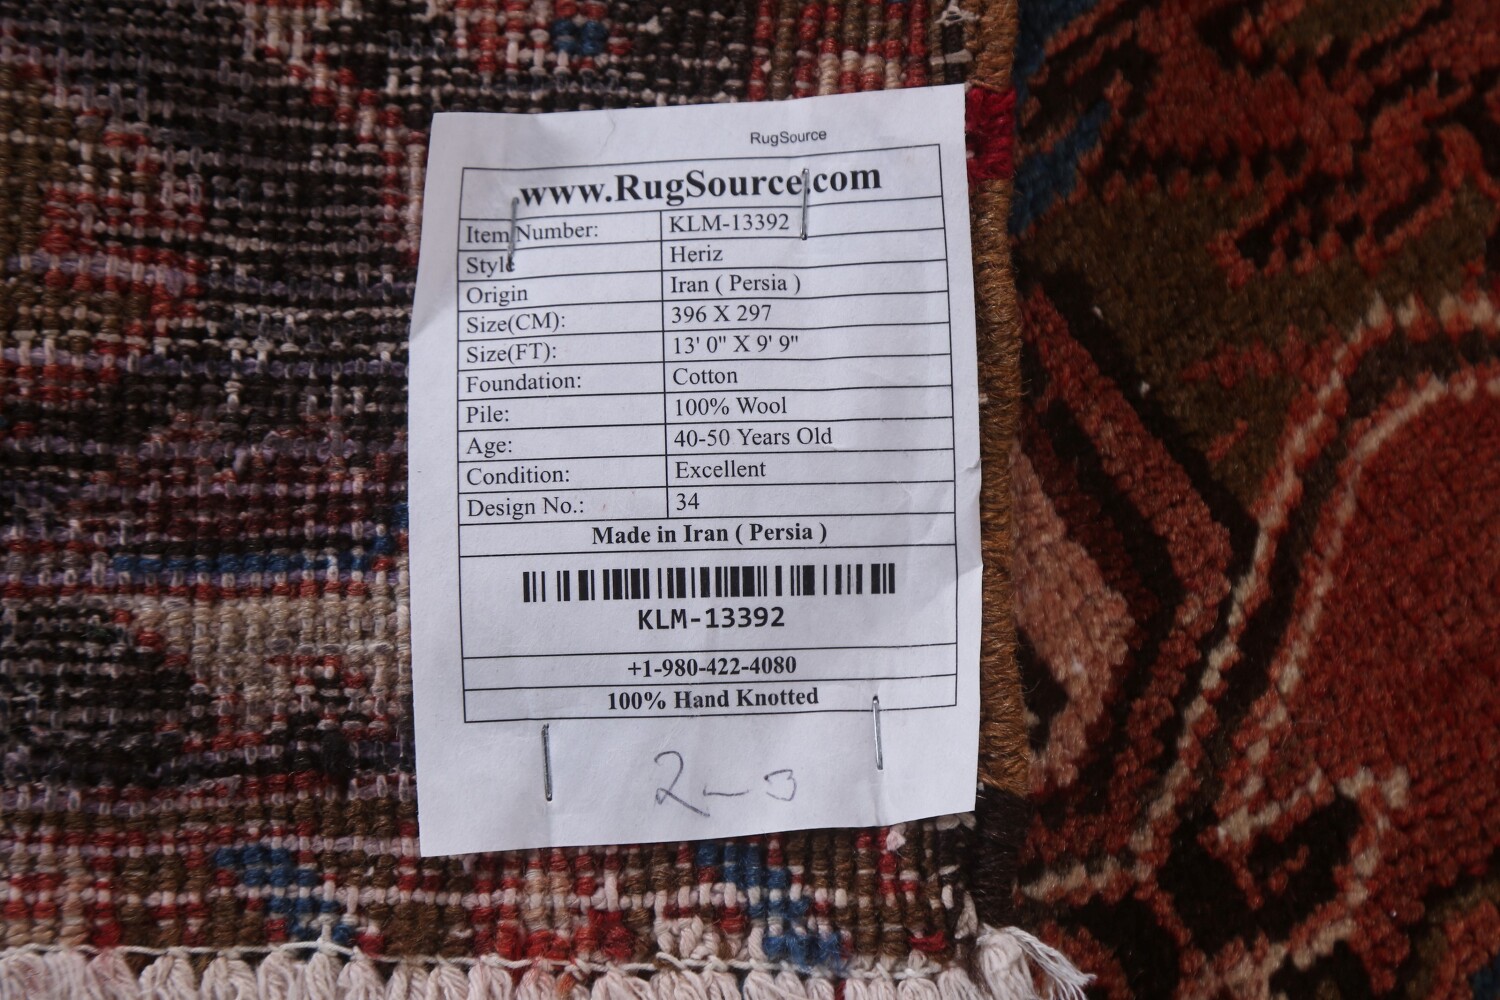 RugSource
www.RugSource.com
Item Number: KLM-13392
Style Heriz
Origin Iran ( Persia )
Size(CM): 396 X 297
Size(FT): 13' 0" X 9' 9"
Foundation: Cotton
Pile: 100% Wool
Age: 40-50 Years Old
Condition: Excellent
Design No.: 34
Made in Iran ( Persia )
KLM-13392
+1-980-422-4080
100% Hand Knotted
2-3